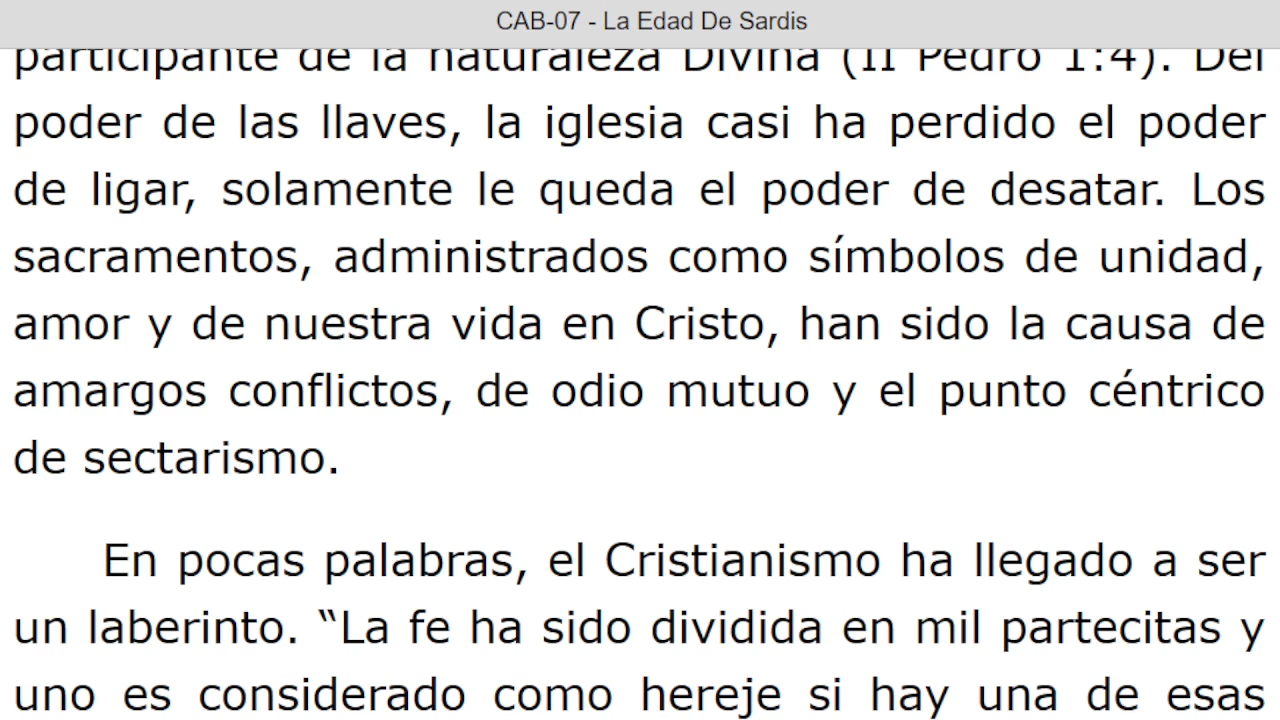 CAB-07 - La Edad De Sardis
participante de la naturaleza Divina (II Pedro 1:4). Del
poder de las llaves, la iglesia casi ha perdido el poder
de ligar, solamente le queda el poder de desatar. Los
sacramentos, administrados como símbolos de unidad,
amor y de nuestra vida en Cristo, han sido la causa de
amargos conflictos, de odio mutuo y el punto céntrico
de sectarismo.
En pocas palabras, el Cristianismo ha llegado a ser
un laberinto. “La fe ha sido dividida en mil partecitas y
uno es considerado como hereje si hay una de esas